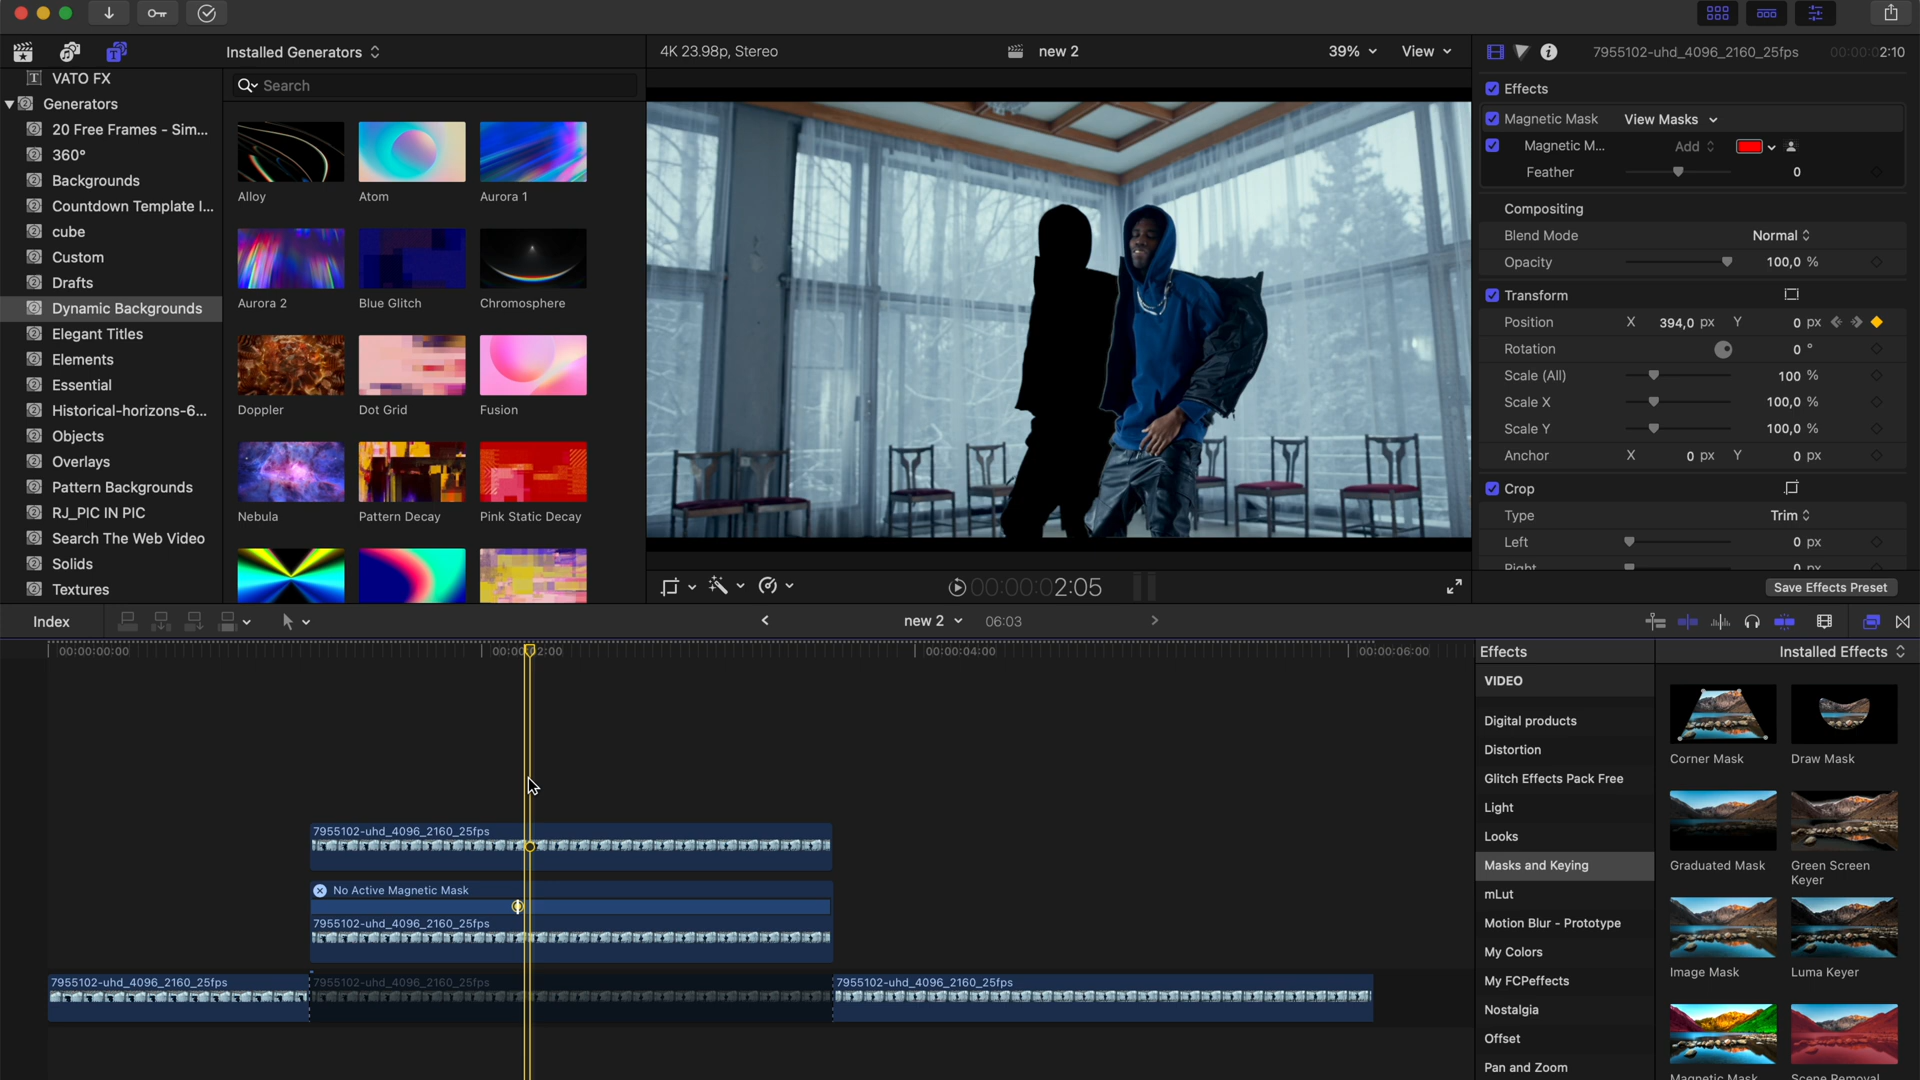 Installed Generators
4K 23.98p, Stereo
new 2
39%
View
7955102-uhd_4096_2160_25fps
00:00:02:10
VATO FX
Generators
20 Free Frames - Sim...
360°
Backgrounds
Countdown Template I...
cube
Custom
Drafts
Dynamic Backgrounds
Elegant Titles
Elements
Essential
Historical-horizons-6...
Objects
Overlays
Pattern Backgrounds
RJ_PIC IN PIC
Search The Web Video
Solids
Textures
Search
Alloy
Atom
Aurora 1
Aurora 2
Blue Glitch
Chromosphere
Doppler
Dot Grid
Fusion
Nebula
Pattern Decay
Pink Static Decay
Effects
Magnetic Mask
View Masks
Magnetic M...
Add
Feather
0
Compositing
Blend Mode
Normal
Opacity
100,0 %
Transform
Position
X 394,0 px Y 0 px
Rotation
0 °
Scale (All)
100 %
Scale X
100,0 %
Scale Y
100,0 %
Anchor
X 0 px Y 0 px
Crop
Type
Trim
Left
0 px
Right
0 px
Save Effects Preset
00:00:02:05
Index
new 2
06:03
00:00:00:00
00:00:02:00
00:00:04:00
00:00:06:00
7955102-uhd_4096_2160_25fps
No Active Magnetic Mask
7955102-uhd_4096_2160_25fps
7955102-uhd_4096_2160_25fps
7955102-uhd_4096_2160_25fps
7955102-uhd_4096_2160_25fps
Effects
Installed Effects
VIDEO
Digital products
Distortion
Glitch Effects Pack Free
Light
Looks
Masks and Keying
mLut
Motion Blur - Prototype
My Colors
My FCPeffects
Nostalgia
Offset
Pan and Zoom
Corner Mask
Draw Mask
Graduated Mask
Green Screen
Keyer
Image Mask
Luma Keyer
Magnetic Mask
Scene Removal